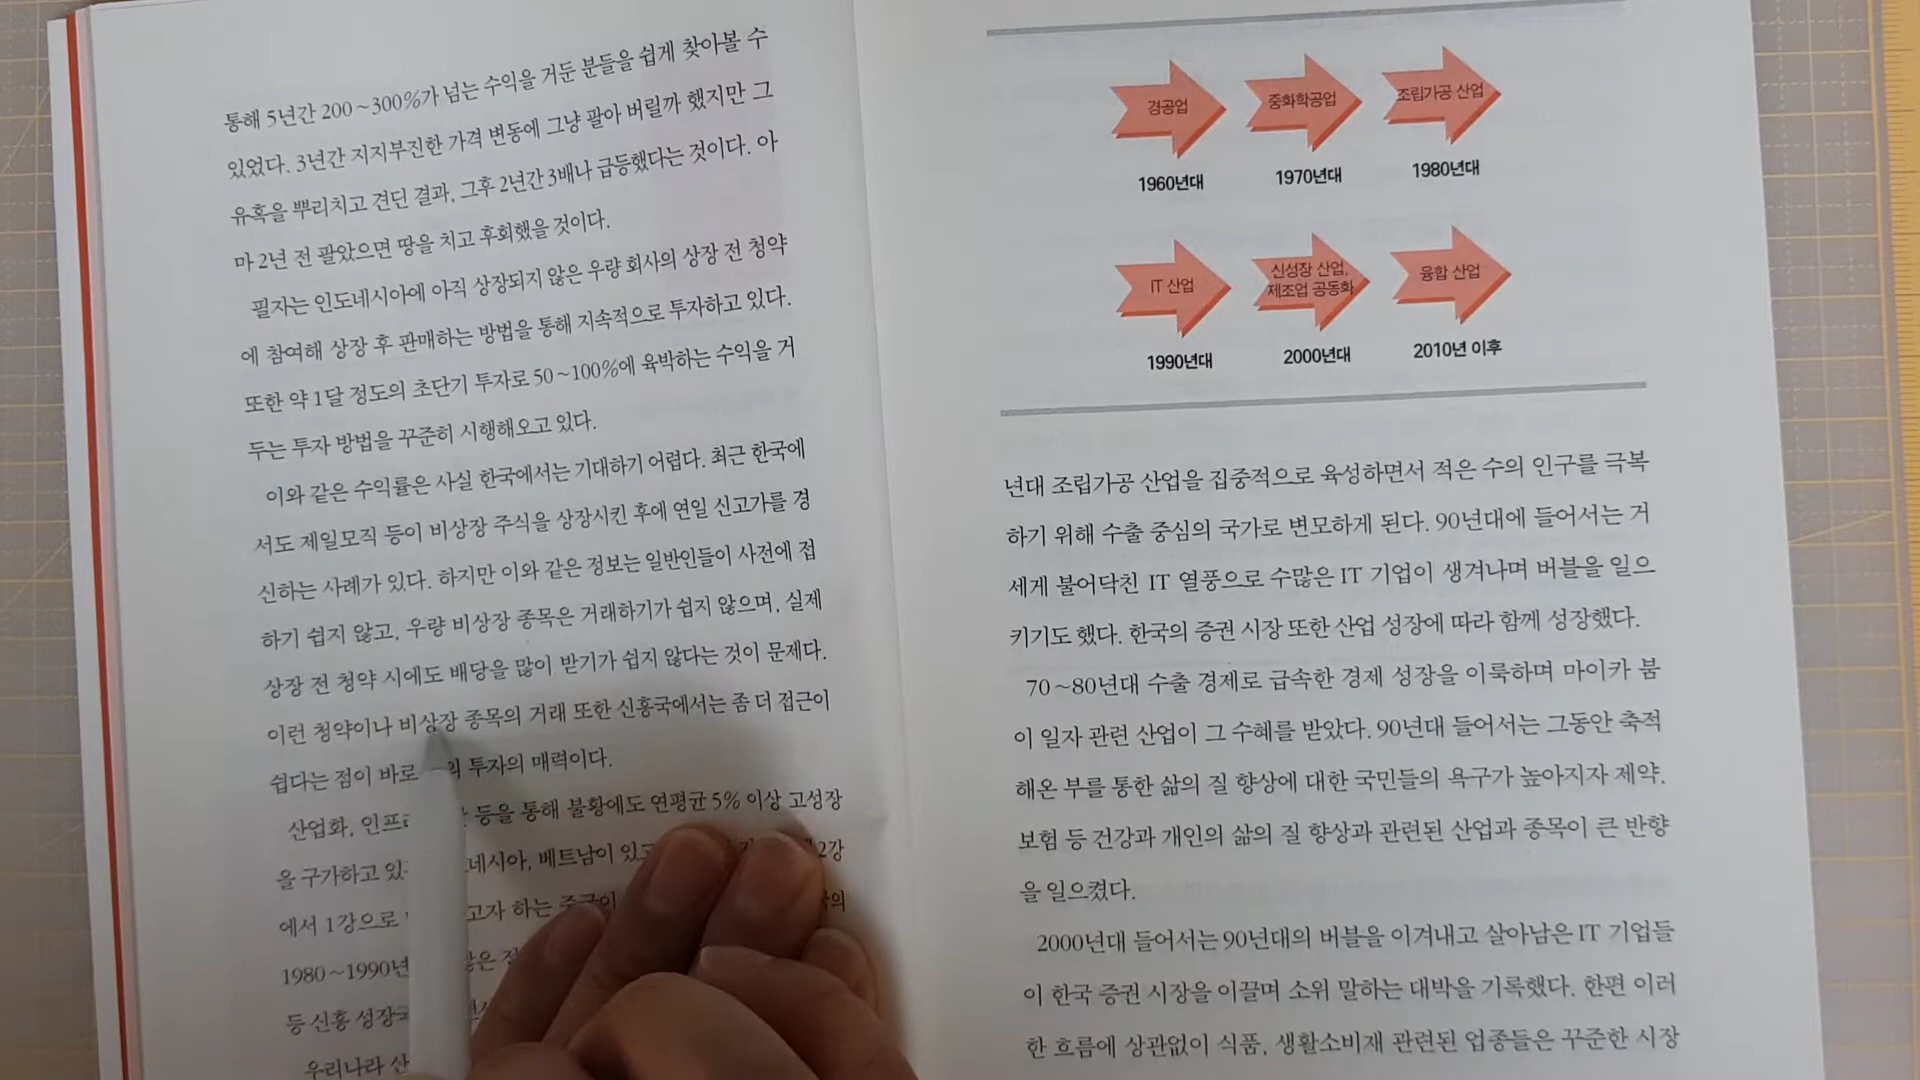 통해 5년간 200～300%가 넘는 수익을 거둔 분들을 쉽게 찾아볼 수
있었다. 3년간 지지부진한 가격 변동에 그냥 팔아 버릴까 했지만 그
유혹을 뿌리치고 견딘 결과, 그후 2년간 3배나 급등했다는 것이다. 아
마 2년 전 팔았으면 땅을 치고 후회했을 것이다.
필자는 인도네시아에 아직 상장되지 않은 우량 회사의 상장 전 청약
에 참여해 상장 후 판매하는 방법을 통해 지속적으로 투자하고 있다.
또한 약 1달 정도의 초단기 투자로 50～100%에 육박하는 수익을 거
두는 투자 방법을 꾸준히 시행해오고 있다.
이와 같은 수익률은 사실 한국에서는 기대하기 어렵다. 최근 한국에
서도 제일모직 등이 비상장 주식을 상장시킨 후에 연일 신고가를 경
신하는 사례가 있다. 하지만 이와 같은 정보는 일반인들이 사전에 접
하기 쉽지 않고, 우량 비상장 종목은 거래하기가 쉽지 않으며, 실제
상장 전 청약 시에도 배당을 많이 받기가 쉽지 않다는 것이 문제다.
이런 청약이나 비상장 종목의 거래 또한 신흥국에서는 좀 더 접근이
쉽다는 점이 바로 투자의 매력이다.
산업화, 등을 통해 불황에도 연평균 5% 이상 고성장
을 구가하고 베트남이 2강
에서 1강으로 하는
1980～1990년
등 신흥
우리나라
경공업 중화학공업 조립가공 산업
1960년대 1970년대 1980년대
IT 산업 신성장 산업, 제조업 공동화 융합 산업
1990년대 2000년대 2010년 이후
년대 조립가공 산업을 집중적으로 육성하면서 적은 수의 인구를 극복
하기 위해 수출 중심의 국가로 변모하게 된다. 90년대에 들어서는 거
세게 불어닥친 IT 열풍으로 수많은 IT 기업이 생겨나며 버블을 일으
키기도 했다. 한국의 증권 시장 또한 산업 성장에 따라 함께 성장했다.
70～80년대 수출 경제로 급속한 경제 성장을 이룩하며 마이카 붐
이 일자 관련 산업이 그 수혜를 받았다. 90년대 들어서는 그동안 축적
해온 부를 통한 삶의 질 향상에 대한 국민들의 욕구가 높아지자 제약,
보험 등 건강과 개인의 삶의 질 향상과 관련된 산업과 종목이 큰 반향
을 일으켰다.
2000년대 들어서는 90년대의 버블을 이겨내고 살아남은 IT 기업들
이 한국 증권 시장을 이끌며 소위 말하는 대박을 기록했다. 한편 이러
한 흐름에 상관없이 식품, 생활소비재 관련된 업종들은 꾸준한 시장